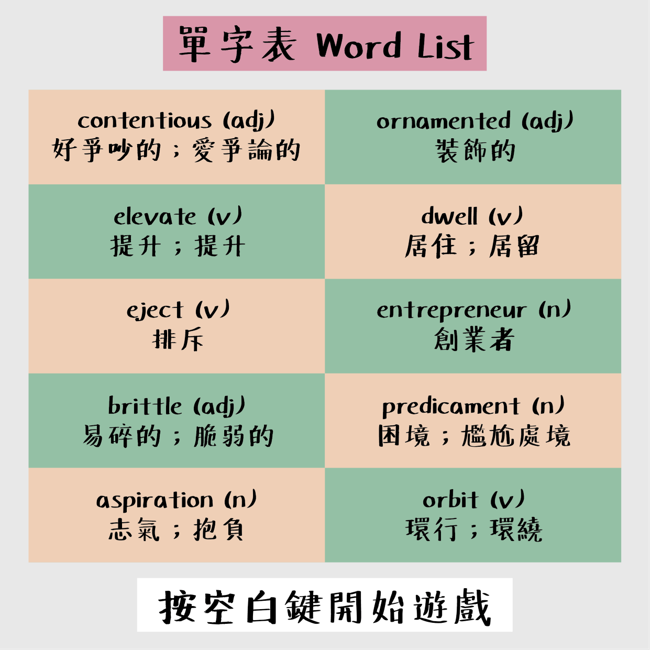 單字表 Word List
contentious (adj)
好爭吵的；愛爭論的
ornamented (adj)
裝飾的
elevate (v)
提升；提升
dwell (v)
居住；居留
eject (v)
排斥
entrepreneur (n)
創業者
brittle (adj)
易碎的；脆弱的
predicament (n)
困境；尷尬處境
aspiration (n)
志氣；抱負
orbit (v)
環行；環繞
按空白鍵開始遊戲